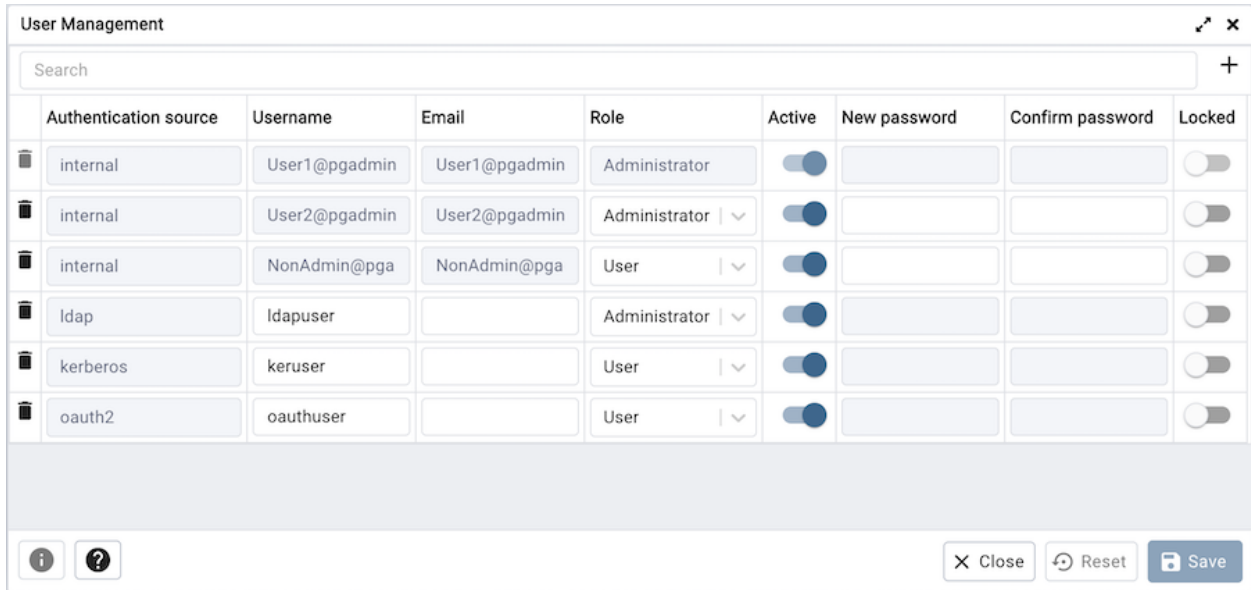 User Management
Search
Authentication source Username Email Role Active New password Confirm password Locked
internal User1@pgadmin User1@pgadmin Administrator
internal User2@pgadmin User2@pgadmin Administrator
internal NonAdmin@pga NonAdmin@pga User
ldap ldapuser Administrator
kerberos keruser User
oauth2 oauthuser User
Close Reset Save